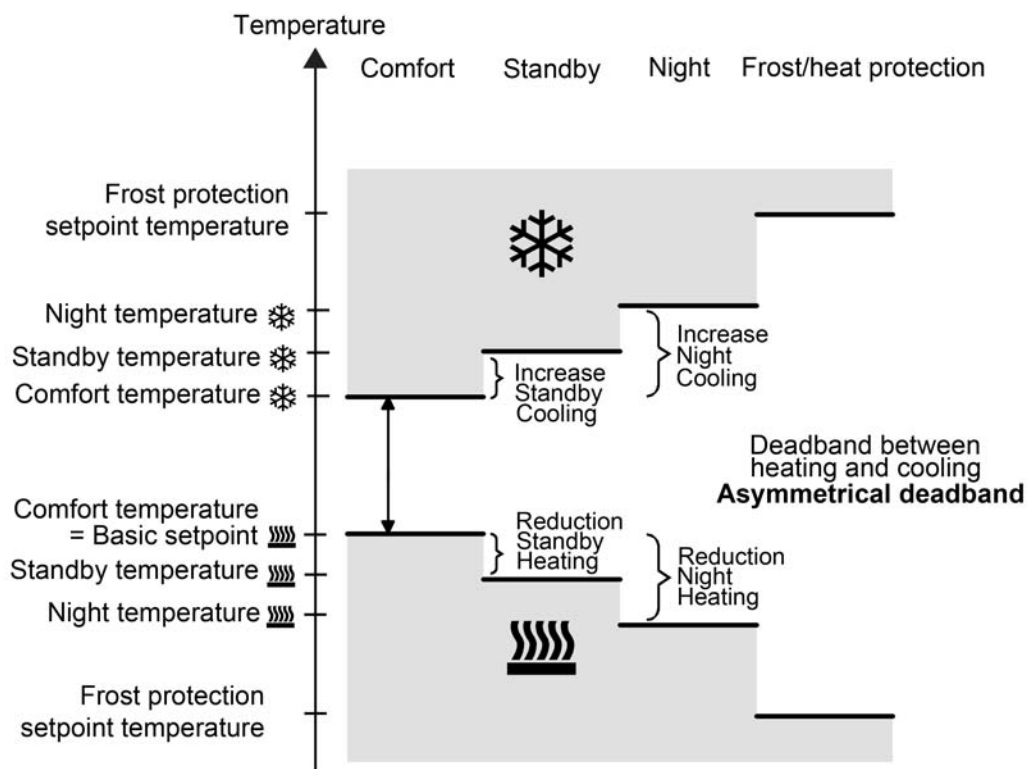 Temperature
Comfort
Standby
Night
Frost/heat protection
Frost protection
setpoint temperature
Night temperature
Standby temperature
Comfort temperature
Increase
Standby
Cooling
Increase
Night
Cooling
Deadband between
heating and cooling
Asymmetrical deadband
Comfort temperature
= Basic setpoint
Standby temperature
Night temperature
Reduction
Standby
Heating
Reduction
Night
Heating
Frost protection
setpoint temperature